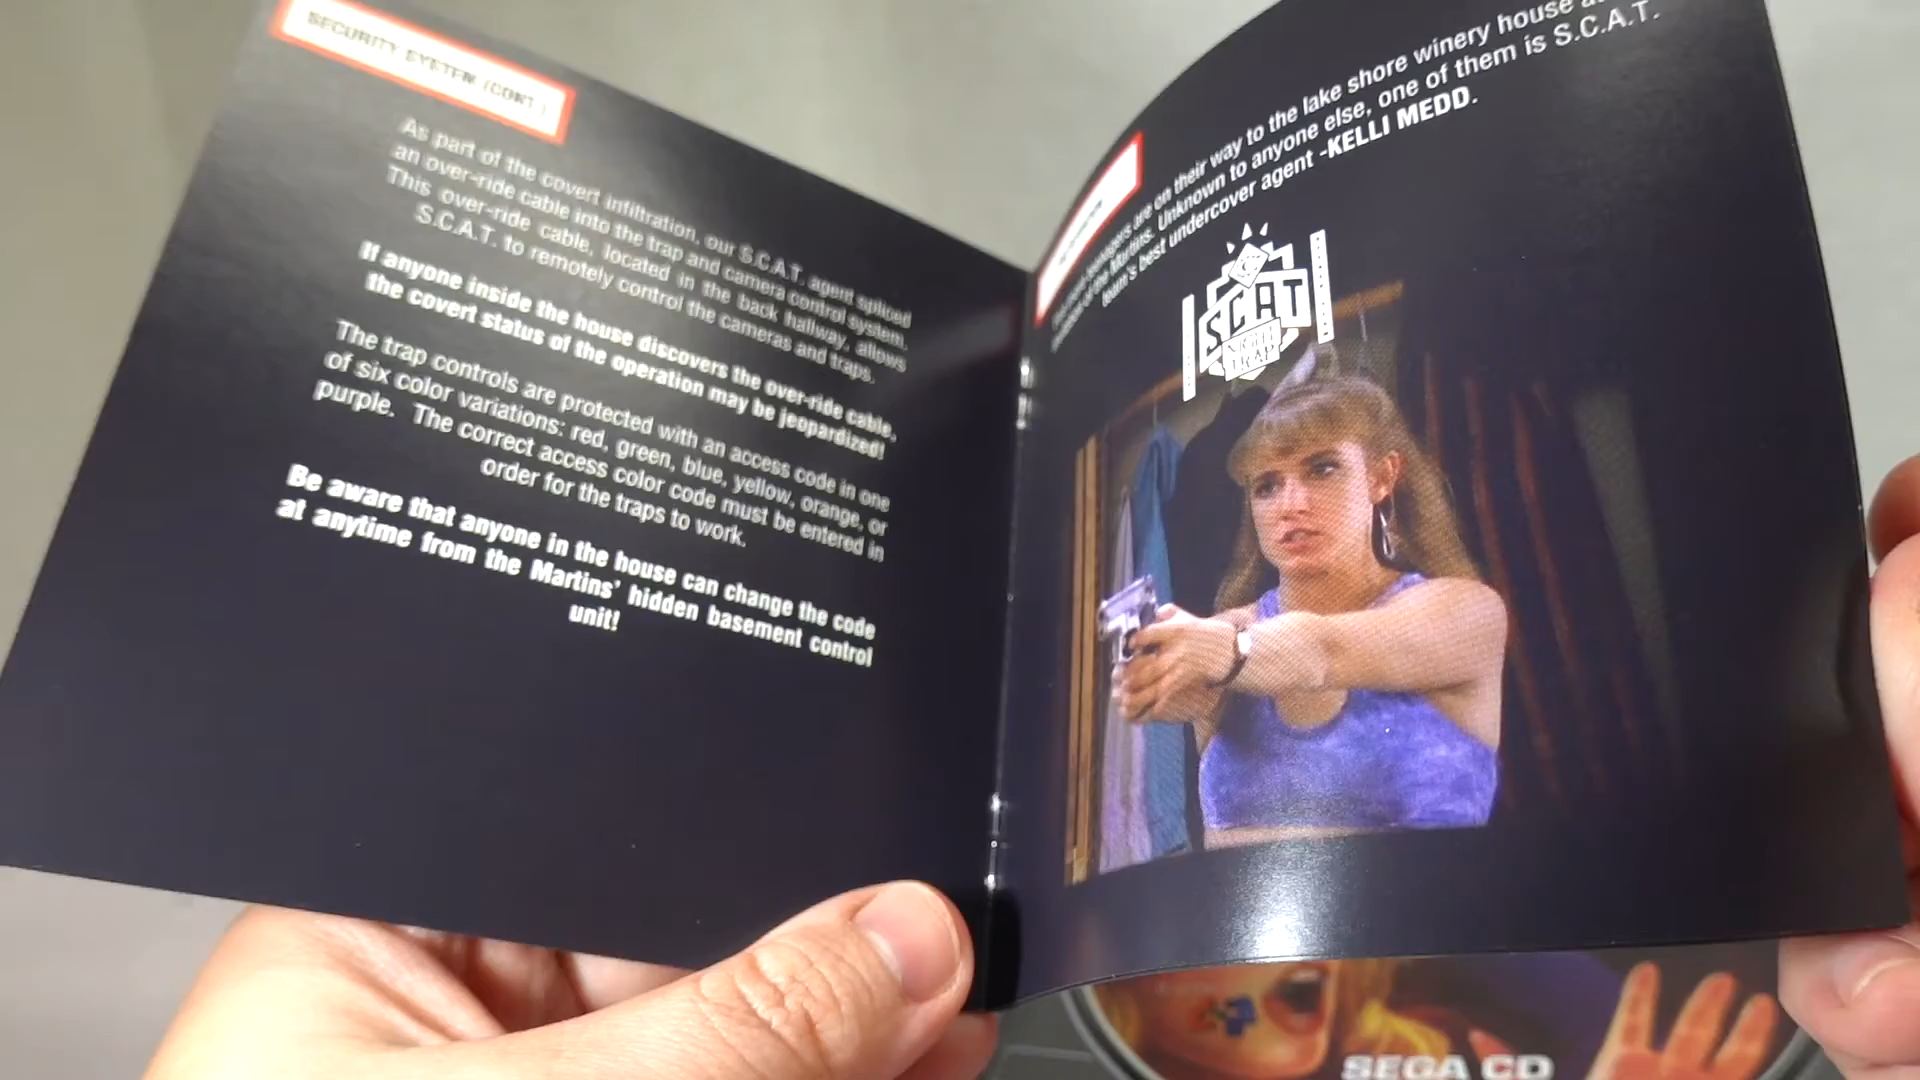 SECURITY SYSTEM (CONT.)
As part of the covert infiltration, our S.C.A.T. agent spliced
an over-ride cable into the trap and camera control system.
This over-ride cable, located in the back hallway, allows
S.C.A.T. to remotely control the cameras and traps.
If anyone inside the house discovers the over-ride cable,
the covert status of the operation may be jeopardized!
The trap controls are protected with an access code in one
of six color variations: red, green, blue, yellow, orange, or
purple. The correct access color code must be entered in
order for the traps to work.
Be aware that anyone in the house can change the code
at anytime from the Martins' hidden basement control
unit!
are on their way to the lake shore winery house
of the Martins. Unknown to anyone else, one of them is S.C.A.T.
team's best undercover agent -KELLI MEDD.
SCAT
NIGHT
TRAP
SEGA CD